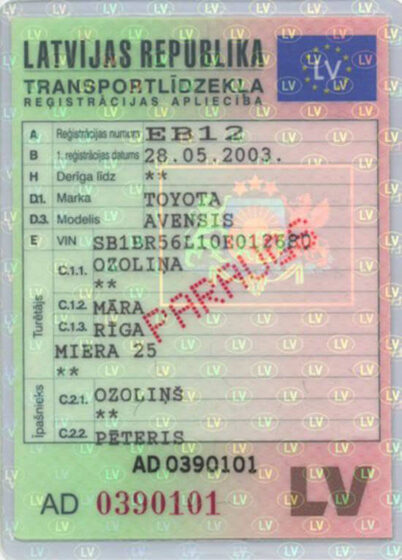 LATVIJAS REPUBLIKA
TRANSPORTLĪDZEKĻA
REĢISTRĀCIJAS APLIECĪBA
LV
A Reģistrācijas numurs EB12
B 1. reģistrācijas datums 28.05.2003.
H Derīga līdz **
D.1. Marka TOYOTA
D.3. Modelis AVENSIS
E VIN SB1BR56L10E012680
C.1.1. OZOLIŅA
**
Turētājs
C.1.2. MĀRA
C.1.3. RĪGA
MIERA 25
**
PARAUGS
Īpašnieks
C.2.1. OZOLIŅŠ
**
C.2.2. PĒTERIS
AD 0390101
AD 0390101
LV